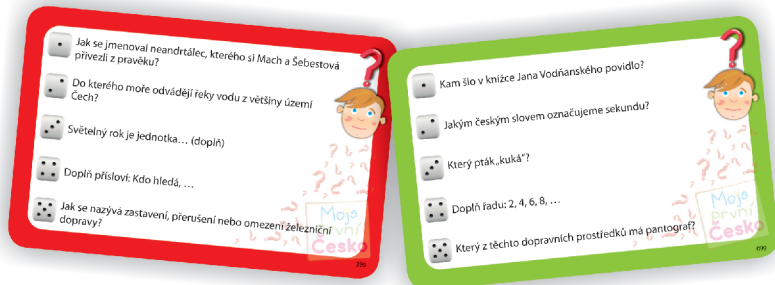 Jak se jmenoval neandrtálec, kterého si Mach a Šebestová
přivezli z pravěku?
Do kterého moře odvádějí řeky vodu z většiny území
Čech?
Světelný rok je jednotka... (doplň)
Doplň přísloví: Kdo hledá, ...
Jak se nazývá zastavení, přerušení nebo omezení železniční
dopravy?
Moje
první
Česko
Kam šlo v knížce Jana Vodňanského povidlo?
Jakým českým slovem označujeme sekundu?
Který pták „kuká“?
Doplň řadu: 2, 4, 6, 8, ...
Který z těchto dopravních prostředků má pantograf?
Moje
první
Česko